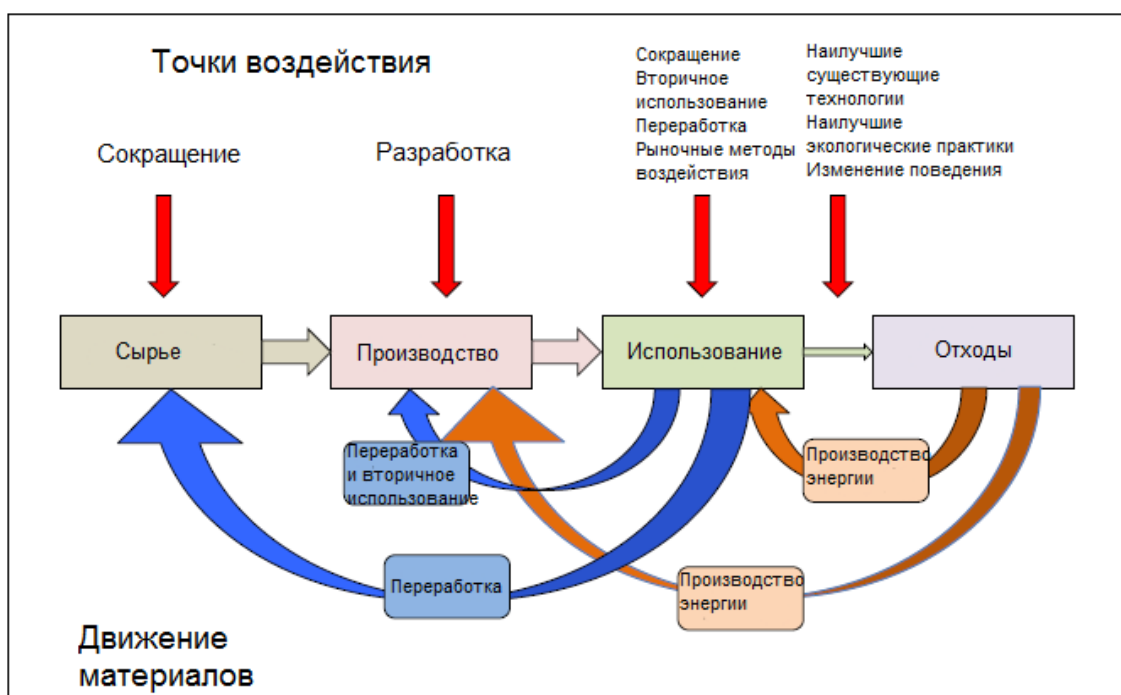 Точки воздействия
Сокращение
Разработка
Сокращение
Вторичное
использование
Переработка
Рыночные методы
воздействия
Наилучшие
существующие
технологии
Наилучшие
экологические практики
Изменение поведения
Сырье
Производство
Использование
Отходы
Переработка
и вторичное
использование
Производство
энергии
Переработка
Производство
энергии
Движение
материалов